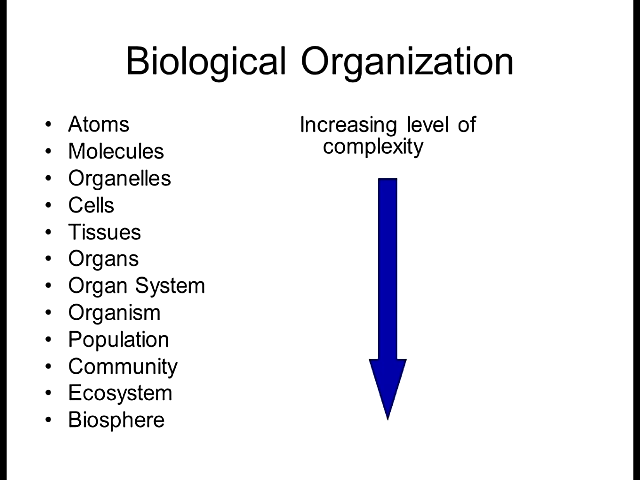 Biological Organization
• Atoms
• Molecules
• Organelles
• Cells
• Tissues
• Organs
• Organ System
• Organism
• Population
• Community
• Ecosystem
• Biosphere
Increasing level of
complexity